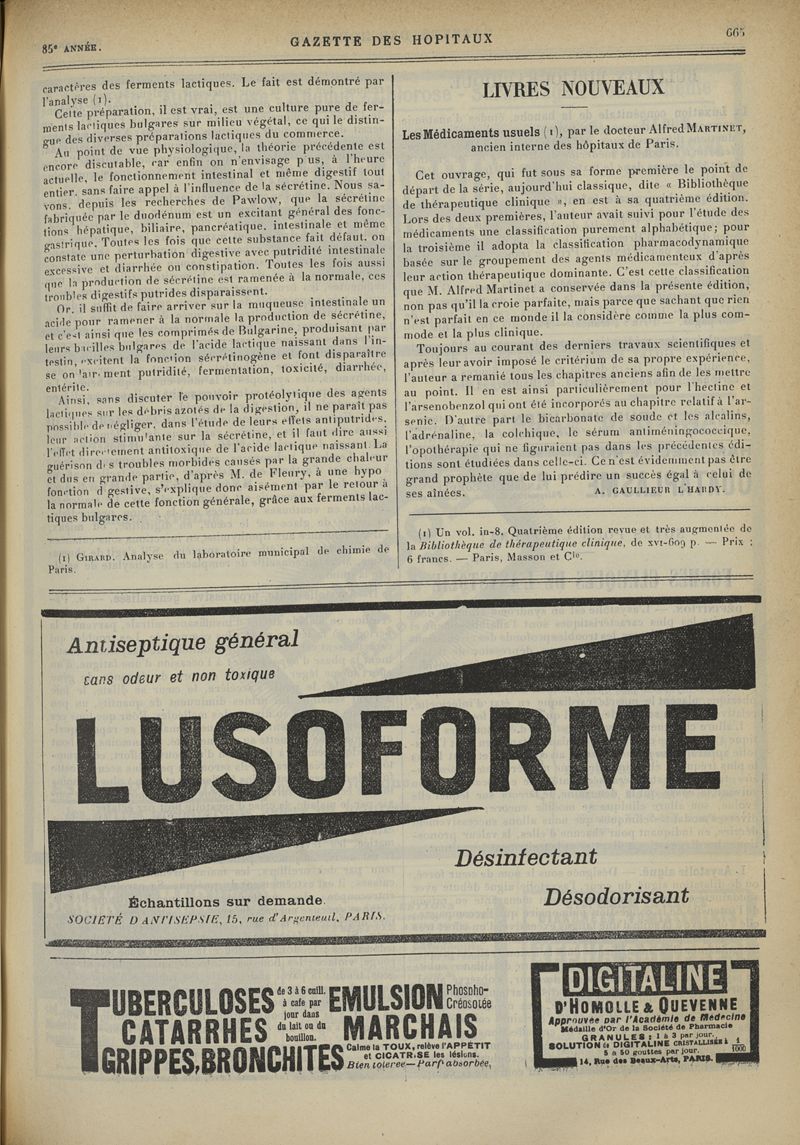 85e ANNÉE.
GAZETTE DES HOPITAUX
665
caractères des ferments lactiques. Le fait est démontré par
l'analyse (1).
Cette préparation, il est vrai, est une culture pure de fer-
ments lactiques bulgares sur milieu végétal, ce qui le distin-
gue des diverses préparations lactiques du commerce.
Au point de vue physiologique, la théorie précédente est
encore discutable, car enfin on n'envisage plus, à l'heure
actuelle, le fonctionnement intestinal et même digestif tout
entier, sans faire appel à l'influence de la sécrétine. Nous sa-
vons, depuis les recherches de Pawlow, que la sécrétine
fabriquée par le duodénum est un excitant général des fonc-
tions hépatique, biliaire, pancréatique, intestinale et même
gastrique. Toutes les fois que cette substance fait défaut, on
constate une perturbation digestive avec putridité intestinale
excessive et diarrhée ou constipation. Toutes les fois aussi
que la production de sécrétine est ramenée à la normale, ces
troubles digestifs putrides disparaissent.
Or, il suffit de faire arriver sur la muqueuse intestinale un
acide pour ramener à la normale la production de sécrétine,
et c'est ainsi que les comprimés de Bulgarine, produisant par
leurs bacilles bulgares de l'acide lactique naissant dans l'in-
testin, excitent la fonction sécrétinogène et font disparaître
secondairement putridité, fermentation, toxicité, diarrhée,
entérite.
Ainsi, sans discuter le pouvoir protéolytique des agents
lactiques sur les débris azotés de la digestion, il ne paraît pas
possible de négliger, dans l'étude de leurs effets antiputrides,
leur action stimulante sur la sécrétine, et il faut dire aussi
l'effet directement antitoxique de l'acide lactique naissant. La
guérison des troubles morbides causés par la grande chaleur
et dus en grande partie, d'après M. de Fleury, à une hypo
fonction digestive, s'explique donc aisément par le retour à
la normale de cette fonction générale, grâce aux ferments lac-
tiques bulgares.
(1) GIRARD. Analyse du laboratoire municipal de chimie de
Paris.
LIVRES NOUVEAUX
Les Médicaments usuels (1), par le docteur Alfred MARTINET,
ancien interne des hôpitaux de Paris.
Cet ouvrage, qui fut sous sa forme première le point de
départ de la série, aujourd'hui classique, dite « Bibliothèque
de thérapeutique clinique », en est à sa quatrième édition.
Lors des deux premières, l'auteur avait suivi pour l'étude des
médicaments une classification purement alphabétique; pour
la troisième il adopta la classification pharmacodynamique
basée sur le groupement des agents médicamenteux d'après
leur action thérapeutique dominante. C'est cette classification
que M. Alfred Martinet a conservée dans la présente édition,
non pas qu'il la croie parfaite, mais parce que sachant que rien
n'est parfait en ce monde il la considère comme la plus com-
mode et la plus clinique.
Toujours au courant des derniers travaux scientifiques et
après leur avoir imposé le critérium de sa propre expérience,
l'auteur a remanié tous les chapitres anciens afin de les mettre
au point. Il en est ainsi particulièrement pour l'hectine et
l'arsenobenzol qui ont été incorporés au chapitre relatif à l'ar-
senic. D'autre part le bicarbonate de soude et les alcalins,
l'adrénaline, la colchique, le sérum antiméningococcique,
l'opothérapie qui ne figuraient pas dans les précédentes édi-
tions sont étudiées dans celle-ci. Ce n'est évidemment pas être
grand prophète que de lui prédire un succès égal à celui de
ses aînées. A. GAULLIEUR L'HARDY.
(1) Un vol. in-8. Quatrième édition revue et très augmentée de
la Bibliothèque de thérapeutique clinique, de XVI-609 p. — Prix :
6 francs. — Paris, Masson et Cie.
Antiseptique général
sans odeur et non toxique
LUSOFORME
Désinfectant
Désodorisant
Échantillons sur demande.
SOCIÉTÉ D'ANTISEPSIE, 15, rue d'Argenteuil, PARIS.
TUBERCULOSES de 3 à 6 cuill. à café par jour dans EMULSION Phospho-Créosotée
CATARRHES du lait ou du bouillon. MARCHAIS
GRIPPES, BRONCHITES Calme la TOUX, relève l'APPÉTIT
et CICATRISE les lésions.
Bien tolérée — Parf' absorbée.
DIGITALINE
D'HOMOLLE & QUEVENNE
Approuvée par l'Académie de Médecine
Médaille d'Or de la Société de Pharmacie
GRANULES : 1 à 3 par jour.
SOLUTION de DIGITALINE CRISTALLISÉE à 1/1000
5 à 50 gouttes par jour.
14, Rue des Beaux-Arts, PARIS.